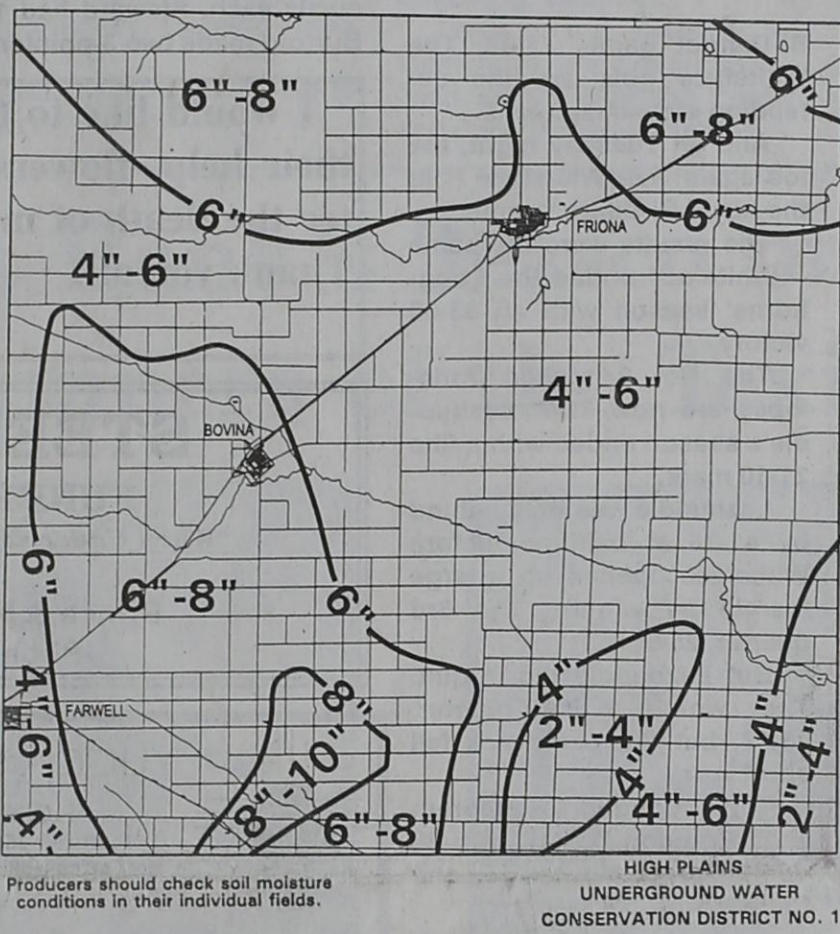 6"-8"
6"
6"-8"
6"
FRIONA
6"
4"-6"
4"-6"
BOVINA
6"
6"-8"
6"
4"-6"
FARWELL
8"
4"
4"
2"-4"
2"-4"
8"-10"
4"
4"-6"
4"
6"-8"
Producers should check soil moisture
conditions in their individual fields.
HIGH PLAINS
UNDERGROUND WATER
CONSERVATION DISTRICT NO. 1